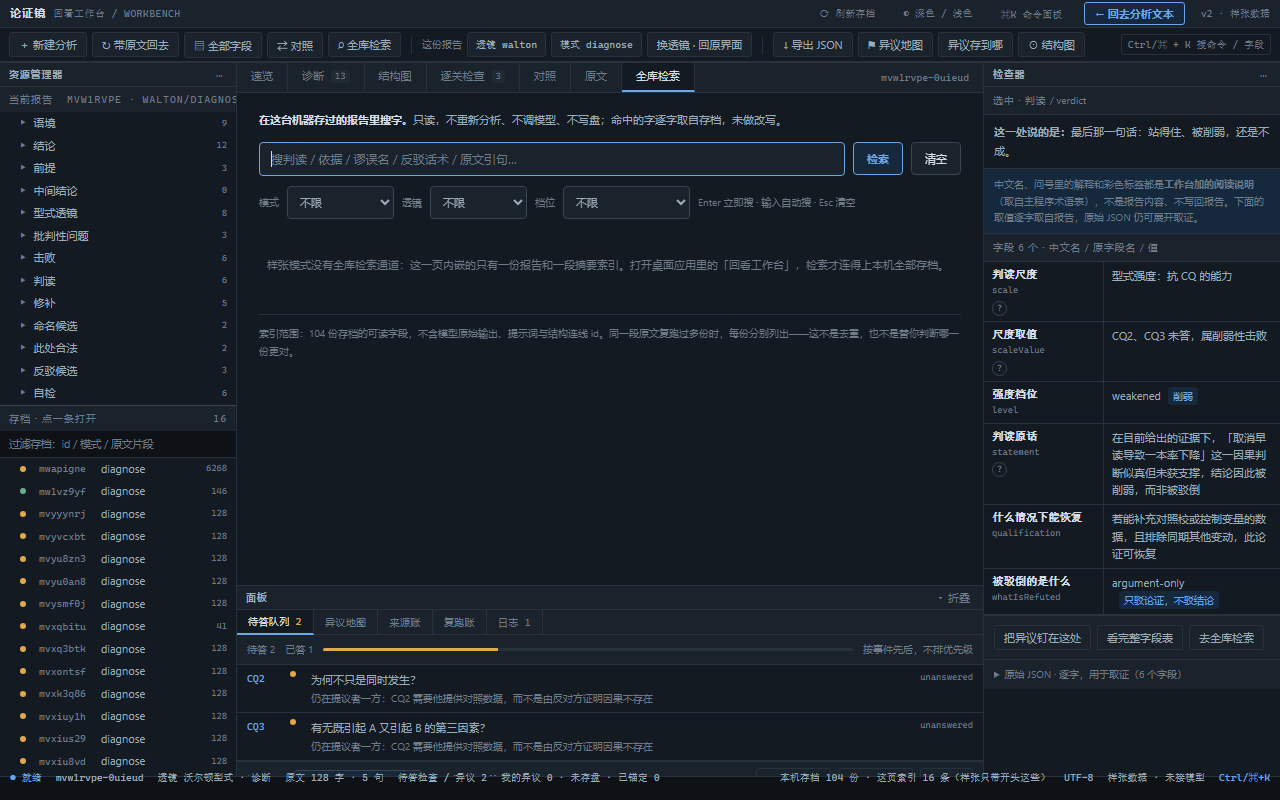 论证镜 回看工作台 / WORKBENCH
⟳ 刷新存档 ◐ 深色 / 浅色 ⌘K 命令面板 ← 回去分析文本 v2 · 样张数据
+ 新建分析 ↻ 带原文回去 ▤ 全部字段 ⇄ 对照 ⌕ 全库检索 这份报告 透镜 walton 模式 diagnose 换透镜 · 回原界面 ↓ 导出 JSON ⚑ 异议地图 异议存到哪 ⊙ 结构图 Ctrl/⌘ + K 搜命令 / 字段
资源管理器 …
当前报告 MVW1RVPE · WALTON/DIAGNOS
▸ 语境 9
▸ 结论 12
▸ 前提 3
▸ 中间结论 0
▸ 型式透镜 8
▸ 批判性问题 3
▸ 击败 6
▸ 判读 6
▸ 修补 5
▸ 命名候选 2
▸ 此处合法 2
▸ 反驳候选 3
▸ 自检 6
存档 · 点一条打开 16
过滤存档：id / 模式 / 原文片段
mwapigne diagnose 6268
mw1vz9yf diagnose 146
mvyyynrj diagnose 128
mvyvcxbt diagnose 128
mvyu8zn3 diagnose 128
mvyu0an8 diagnose 128
mvysmf0j diagnose 128
mvxqbitu diagnose 41
mvxq3btk diagnose 128
mvxontsf diagnose 128
mvxk3q86 diagnose 128
mvxiuylh diagnose 128
mvxius29 diagnose 128
mvxiu8vd diagnose 128
速览 诊断 13 结构图 逐关检查 3 对照 原文 全库检索 mvw1rvpe-0uieud
在这台机器存过的报告里搜字。只读，不重新分析、不调模型、不写盘；命中的字逐字取自存档，未做改写。
搜判读 / 依据 / 谬误名 / 反驳话术 / 原文引句… 检索 清空
模式 不限 透镜 不限 档位 不限 Enter 立即搜 · 输入自动搜 · Esc 清空
样张模式没有全库检索通道：这一页内嵌的只有一份报告和一段摘要索引。打开桌面应用里的「回看工作台」，检索才连得上本机全部存档。
索引范围：104 份存档的可读字段，不含模型原始输出、提示词与结构连线 id。同一段原文复跑过多份时，每份分别列出——这不是去重，也不是替你判断哪一
份更对。
面板 · 折叠
待答队列 2 异议地图 来源账 复跑账 日志 1
待答 2 已答 1 按事件先后，不排优先级
CQ2 为何不只是同时发生？ unanswered
仍在提议者一方：CQ2 需要他提供对照数据，而不是由反对方证明因果不存在
CQ3 有无既引起 A 又引起 B 的第三因素？ unanswered
仍在提议者一方：CQ3 需要他提供对照数据，而不是由反对方证明因果不存在
检查器 …
选中 · 判读 / verdict
这一处说的是：最后那一句话：站得住、被削弱，还是不
成。
中文名、问号里的解释和彩色标签都是工作台加的阅读说明
（取自主程序术语表），不是报告内容、不写回报告。下面的
取值逐字取自报告，原始 JSON 仍可展开取证。
字段 6 个 · 中文名 / 原字段名 / 值
判读尺度 型式强度：抗 CQ 的能力
scale
?
尺度取值 CQ2、CQ3 未答，属削弱性击败
scaleValue
?
强度档位 weakened 削弱
level
判读原话 在目前给出的证据下，「取消早
statement 读导致一本率下降」这一因果判
? 断似真但未获支撑，结论因此被
削弱，而非被驳倒
什么情况下能恢复 若能补充对照校或控制变量的数
qualification 据，且排除同期其他变动，此论
证可恢复
被驳倒的是什么 argument-only
whatIsRefuted 只驳论证，不驳结论
把异议钉在这处 看完整字段表 去全库检索
▶ 原始 JSON · 逐字，用于取证（6 个字段）
● 就绪 mvw1rvpe-0uieud 透镜 沃尔顿型式 · 诊断 原文 128 字 · 5 句 待答检查 / 异议 2 · 我的异议 0 · 未存盘 · 已锚定 0 本机存档 104 份 · 这页索引 16 条（样张只带开头这些） UTF-8 样张数据 · 未接模型 Ctrl/⌘+K